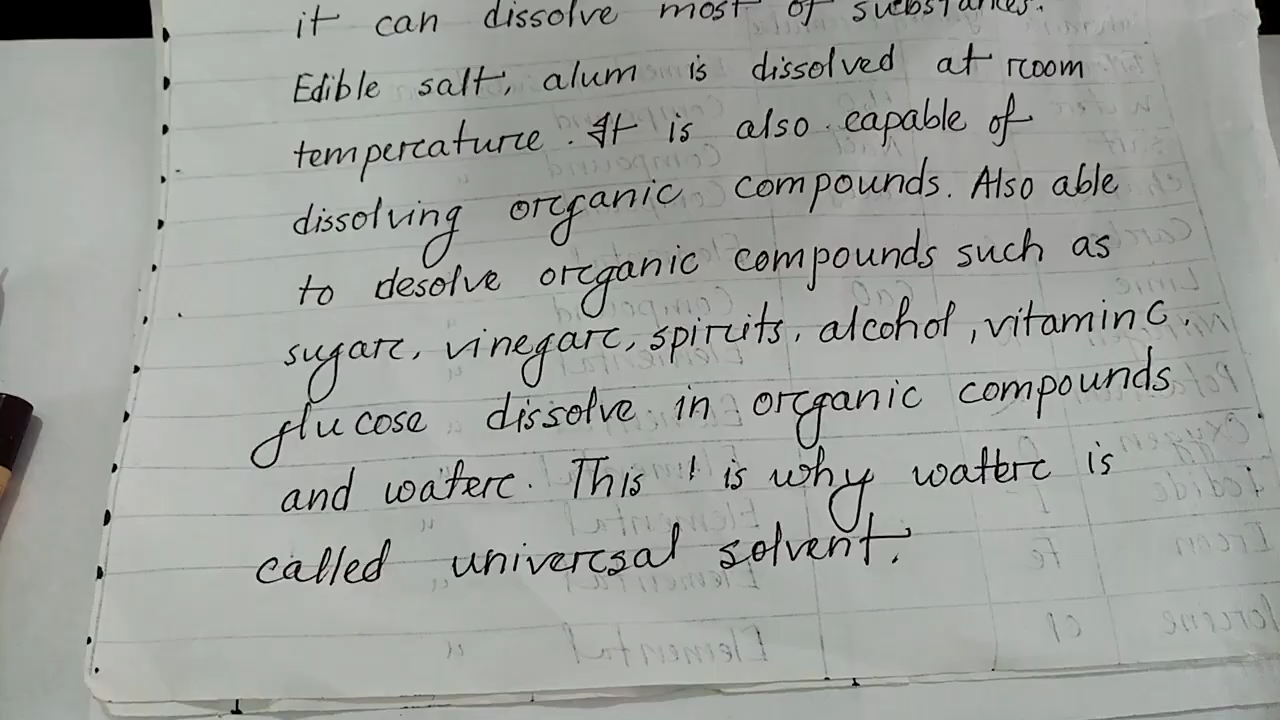 it can dissolve most of substances.
Edible salt, alum is dissolved at room
temperature. It is also capable of
dissolving organic compounds. Also able
to desolve organic compounds such as
sugar, vinegar, spirits, alcohol, vitamin C,
glucose dissolve in organic compounds
and water. This is why watter is
called universal solvent.